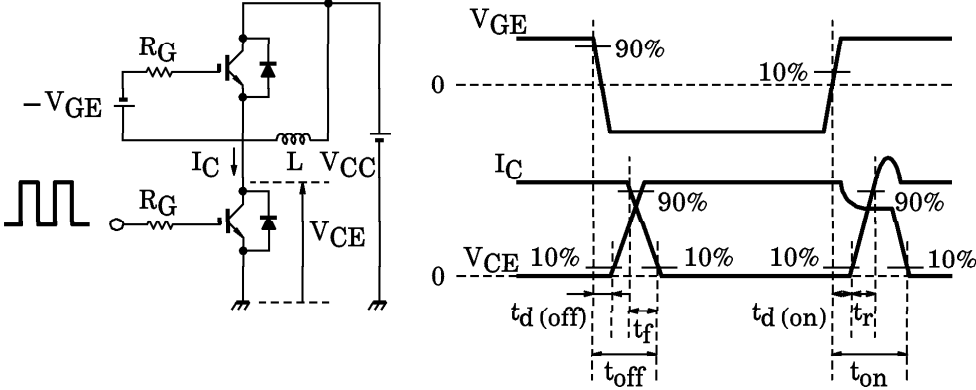 RG
−VGE
IC
L
VCC
RG
VCE
VGE
90%
10%
0
IC
90%
90%
VCE
10%
10%
10%
10%
0
td (off)
tf
td (on)
tr
toff
ton